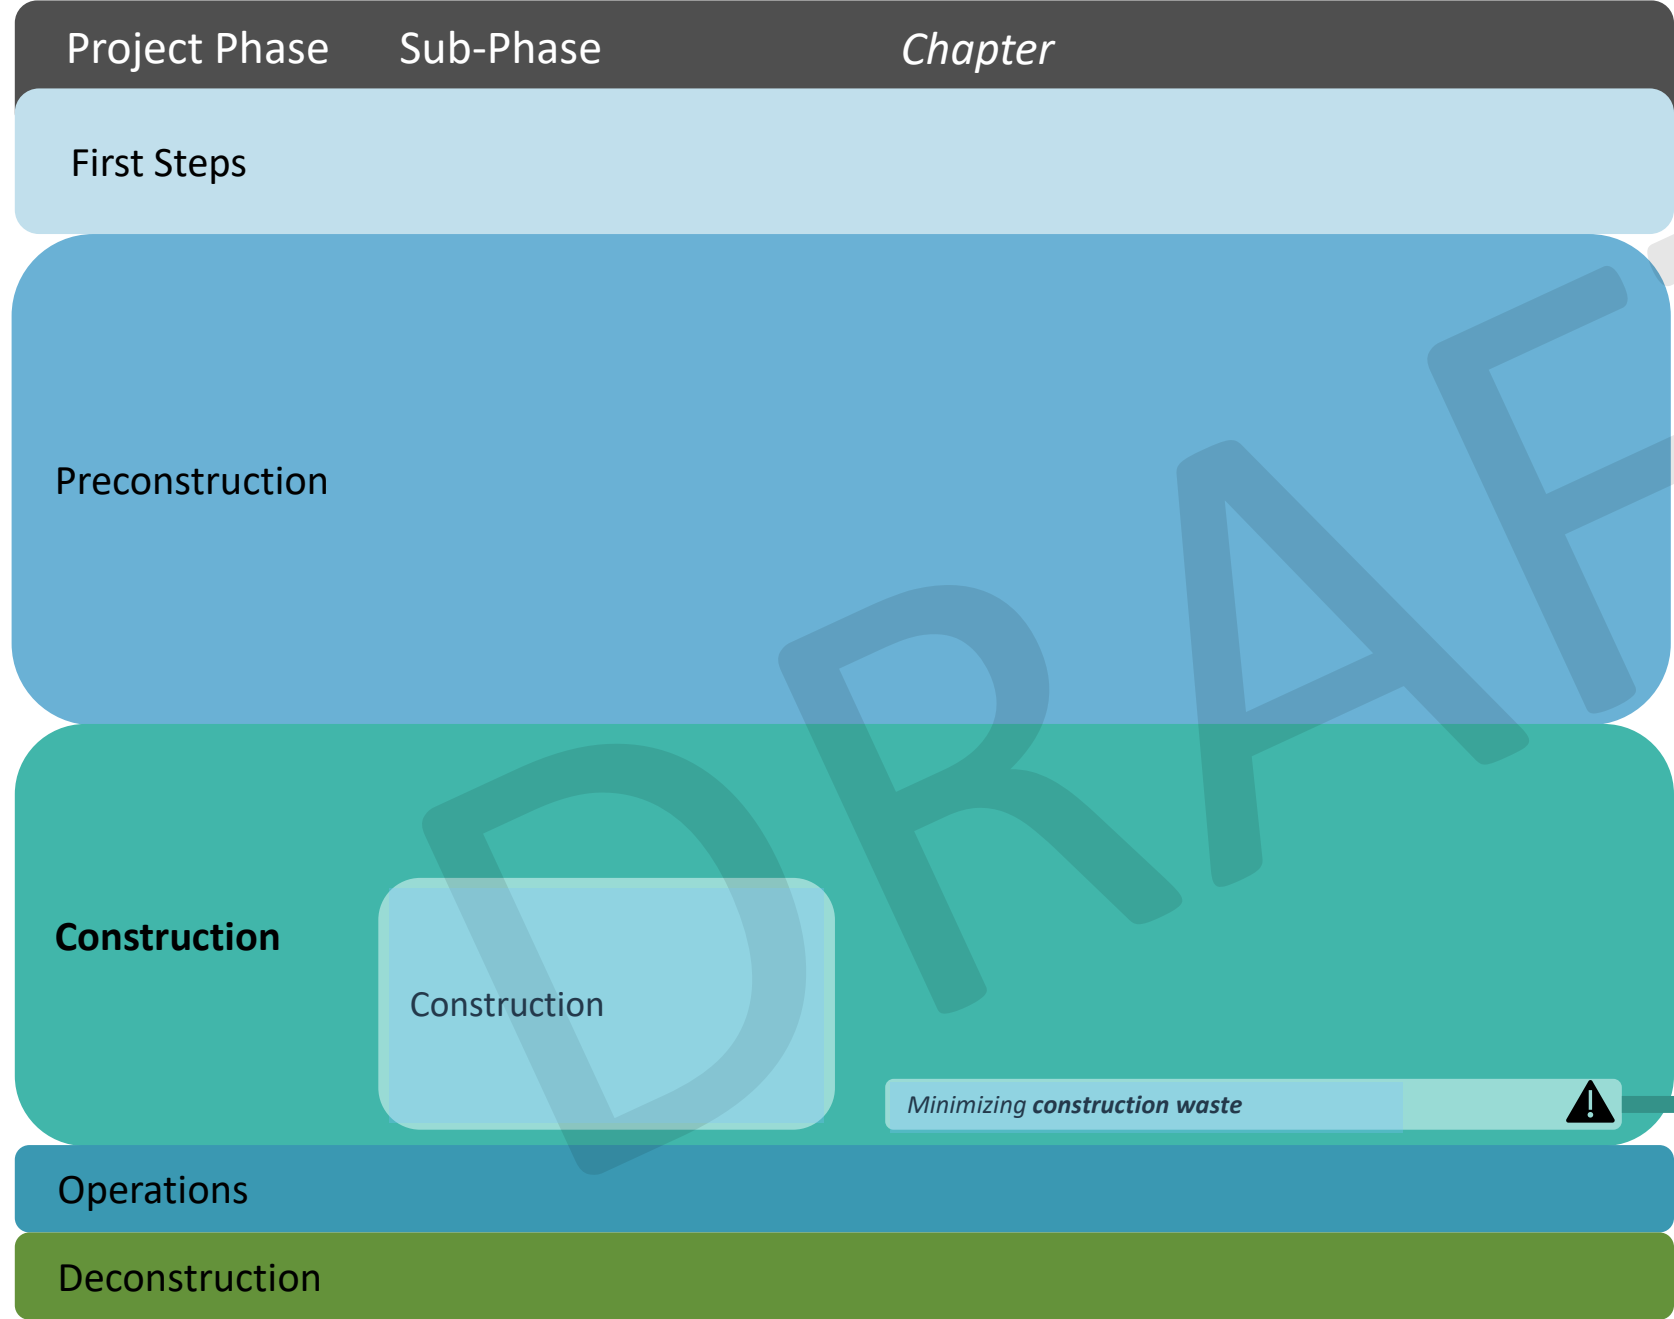 Project Phase Sub-Phase Chapter
First Steps
Preconstruction
Construction
Construction
Minimizing construction waste
Operations
Deconstruction
DRAF